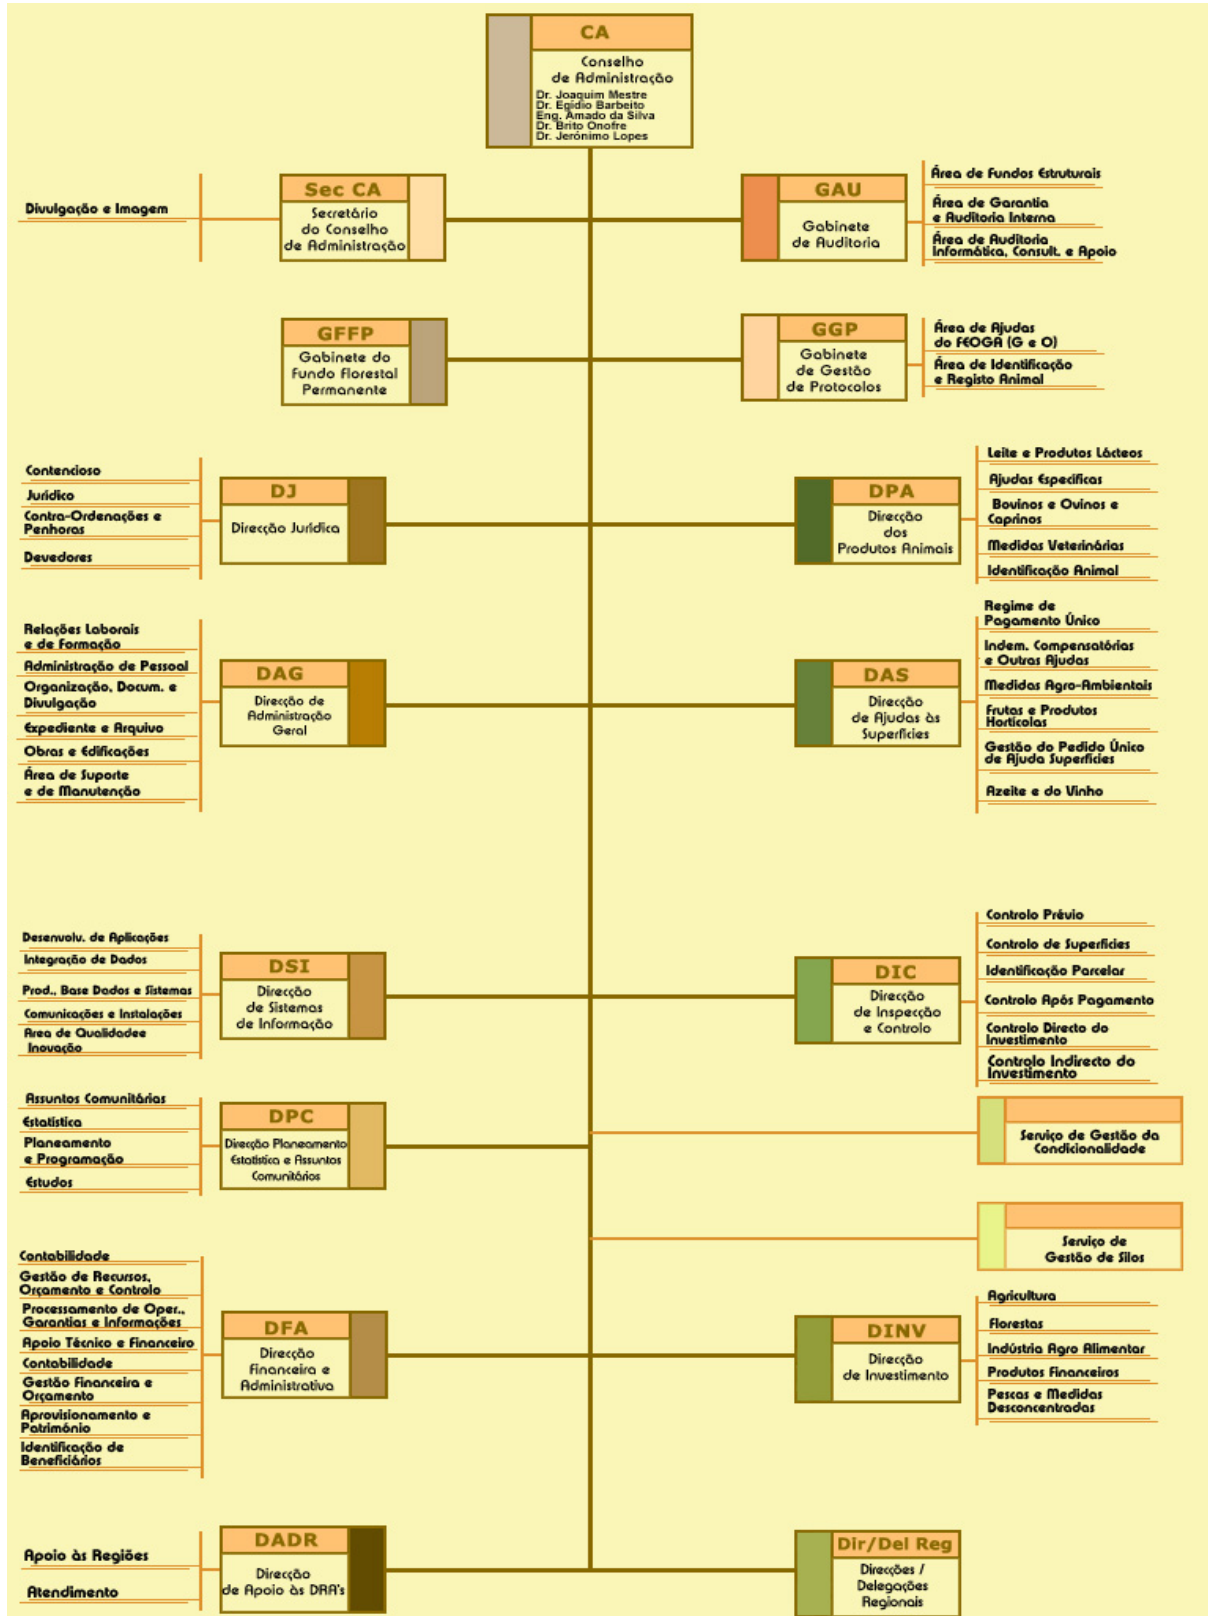 CA
Conselho
de Administração
Dr. Joaquim Mestre
Dr. Egidio Barbeito
Eng. Amado da Silva
Dr. Brito Onofre
Dr. Jerónimo Lopes
Divulgação e Imagem
Sec CA
Secretário
do Conselho
de Administração
GAU
Gabinete
de Auditoria
Área de Fundos Estruturais
Área de Garantia
e Auditoria Interna
Área de Auditoria
Informática, Consult. e Apoio
GFFP
Gabinete do
Fundo Florestal
Permanente
GGP
Gabinete
de Gestão
de Protocolos
Área de Ajudas
do FEOGA (G e O)
Área de Identificação
e Registo Animal
Contencioso
Jurídico
Contra-Ordenações e
Penhoras
Devedores
DJ
Direcção Jurídica
DPA
Direcção
dos
Produtos Animais
Leite e Produtos Lácteos
Ajudas Específicas
Bovinos e Ovinos e
Caprinos
Medidas Veterinárias
Identificação Animal
Relações Laborais
e de Formação
Administração de Pessoal
Organização, Docum. e
Divulgação
Expediente e Arquivo
Obras e Edificações
Área de Suporte
e de Manutenção
DAG
Direcção de
Administração
Geral
DAS
Direcção
de Ajudas às
Superfícies
Regime de
Pagamento Único
Indem. Compensatórias
e Outras Ajudas
Medidas Agro-Ambientais
Frutas e Produtos
Hortícolas
Gestão do Pedido Único
de Ajuda Superfícies
Azeite e do Vinho
Desenvolv. de Aplicações
Integração de Dados
Prod., Base Dados e Sistemas
Comunicações e Instalações
Area de Qualidadee
Inovação
DSI
Direcção
de Sistemas
de Informação
DIC
Direcção
de Inspecção
e Controlo
Controlo Prévio
Controlo de Superfícies
Identificação Parcelar
Controlo Após Pagamento
Controlo Directo do
Investimento
Controlo Indirecto do
Investimento
Assuntos Comunitários
Estatística
Planeamento
e Programação
Estudos
DPC
Direcção Planeamento
Estatística e Assuntos
Comunitários
Serviço de Gestão da
Condicionalidade
Serviço de
Gestão de Silos
Contabilidade
Gestão de Recursos,
Orçamento e Controlo
Processamento de Oper.,
Garantias e Informações
Apoio Técnico e Financeiro
Contabilidade
Gestão Financeira e
Orçamento
Aprovisionamento e
Património
Identificação de
Beneficiários
DFA
Direcção
Financeira e
Administrativa
DINV
Direcção
de Investimento
Agricultura
Florestas
Indústria Agro Alimentar
Produtos Financeiros
Pescas e Medidas
Desconcentradas
Apoio às Regiões
Atendimento
DADR
Direcção
de Apoio às DRA's
Dir/Del Reg
Direcções /
Delegações
Regionais